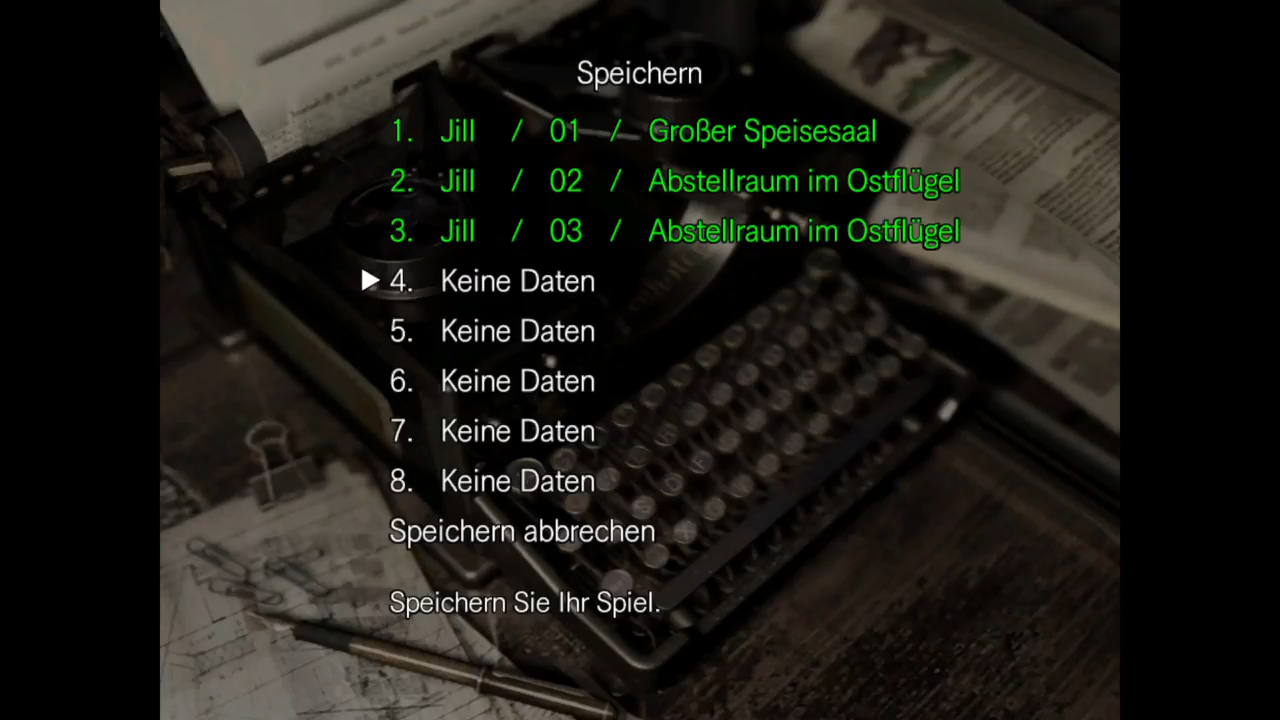 Speichern
1. Jill / 01 / Großer Speisesaal
2. Jill / 02 / Abstellraum im Ostflügel
3. Jill / 03 / Abstellraum im Ostflügel
4. Keine Daten
5. Keine Daten
6. Keine Daten
7. Keine Daten
8. Keine Daten
Speichern abbrechen
Speichern Sie Ihr Spiel.